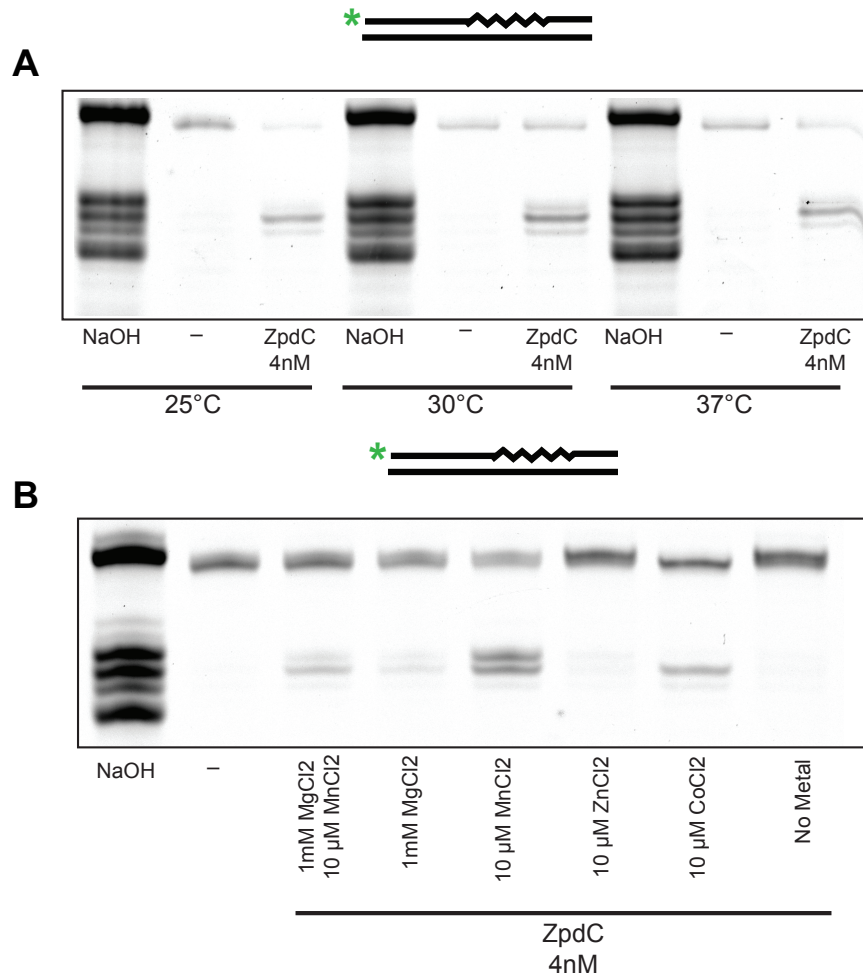 *
A
NaOH – ZpdC 4nM NaOH – ZpdC 4nM NaOH – ZpdC 4nM
25°C 30°C 37°C
*
B
NaOH
–
1mM MgCl2
10 µM MnCl2
1mM MgCl2
10 µM MnCl2
10 µM ZnCl2
10 µM CoCl2
No Metal
ZpdC
4nM